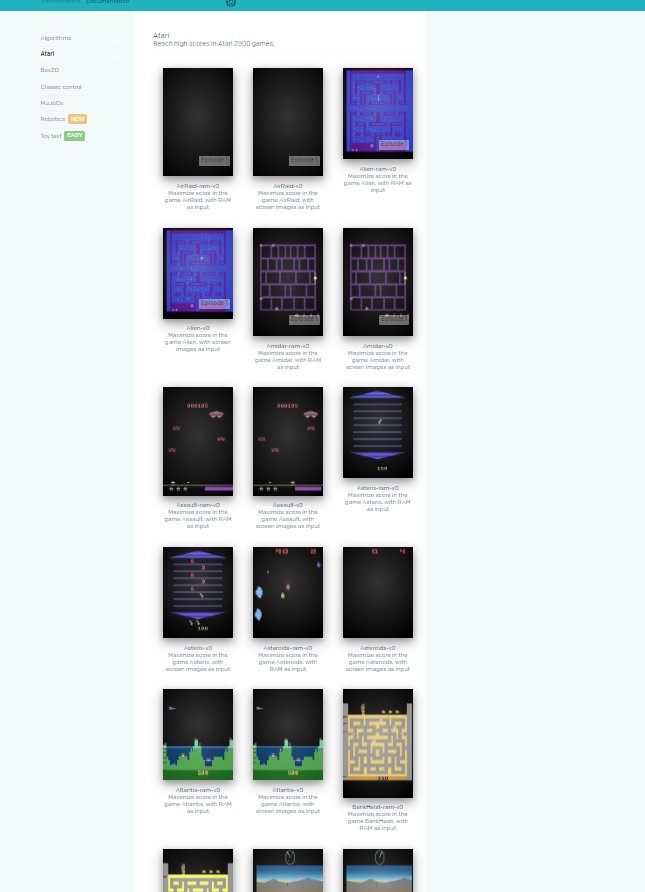 Environments Documentation
Algorithms
Atari
Box2D
Classic control
MuJoCo
Robotics NEW
Toy text EASY
Atari
Reach high scores in Atari 2600 games.
Episode 1
AirRaid-ram-v0
Maximize score in the
game AirRaid, with RAM
as input
Episode 1
AirRaid-v0
Maximize score in the
game AirRaid, with
screen images as input
Episode 1
Alien-ram-v0
Maximize score in the
game Alien, with RAM as
input
Episode 1
Alien-v0
Maximize score in the
game Alien, with screen
images as input
Episode 1
Amidar-ram-v0
Maximize score in the
game Amidar, with RAM
as input
Episode 1
Amidar-v0
Maximize score in the
game Amidar, with
screen images as input
000105
Assault-ram-v0
Maximize score in the
game Assault, with RAM
as input
000105
Assault-v0
Maximize score in the
game Assault, with
screen images as input
150
Asterix-ram-v0
Maximize score in the
game Asterix, with RAM
as input
100
Asterix-v0
Maximize score in the
game Asterix, with
screen images as input
Asteroids-ram-v0
Maximize score in the
game Asteroids, with
RAM as input
Asteroids-v0
Maximize score in the
game Asteroids, with
screen images as input
500
Atlantis-ram-v0
Maximize score in the
game Atlantis, with RAM
as input
600
Atlantis-v0
Maximize score in the
game Atlantis, with
screen images as input
BankHeist-ram-v0
Maximize score in the
game BankHeist, with
RAM as input